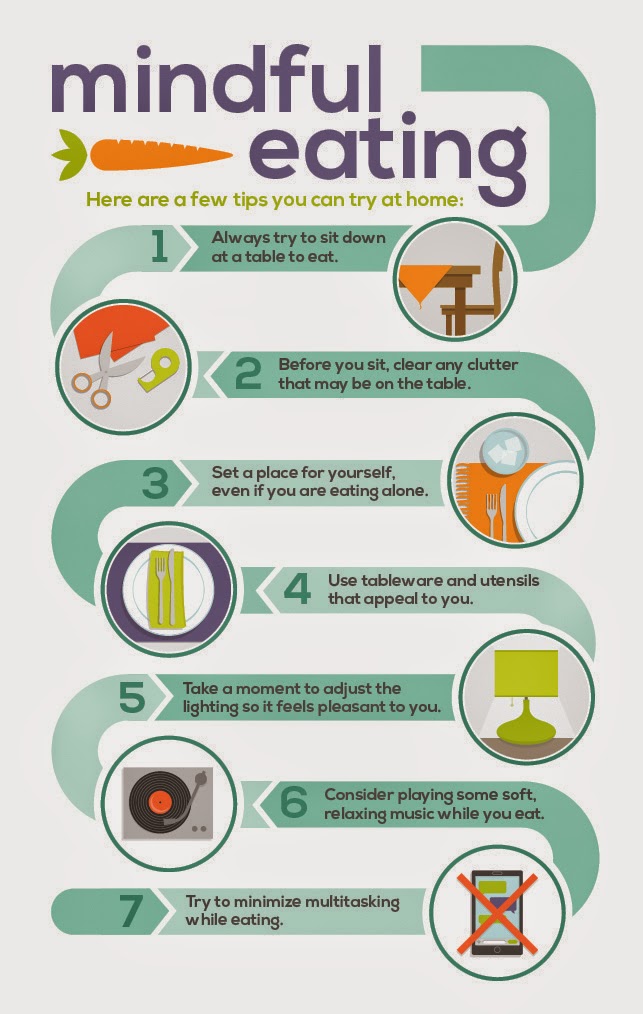 mindful
eating
Here are a few tips you can try at home:
1
Always try to sit down
at a table to eat.
2
Before you sit, clear any clutter
that may be on the table.
3
Set a place for yourself,
even if you are eating alone.
4
Use tableware and utensils
that appeal to you.
5
Take a moment to adjust the
lighting so it feels pleasant to you.
6
Consider playing some soft,
relaxing music while you eat.
7
Try to minimize multitasking
while eating.